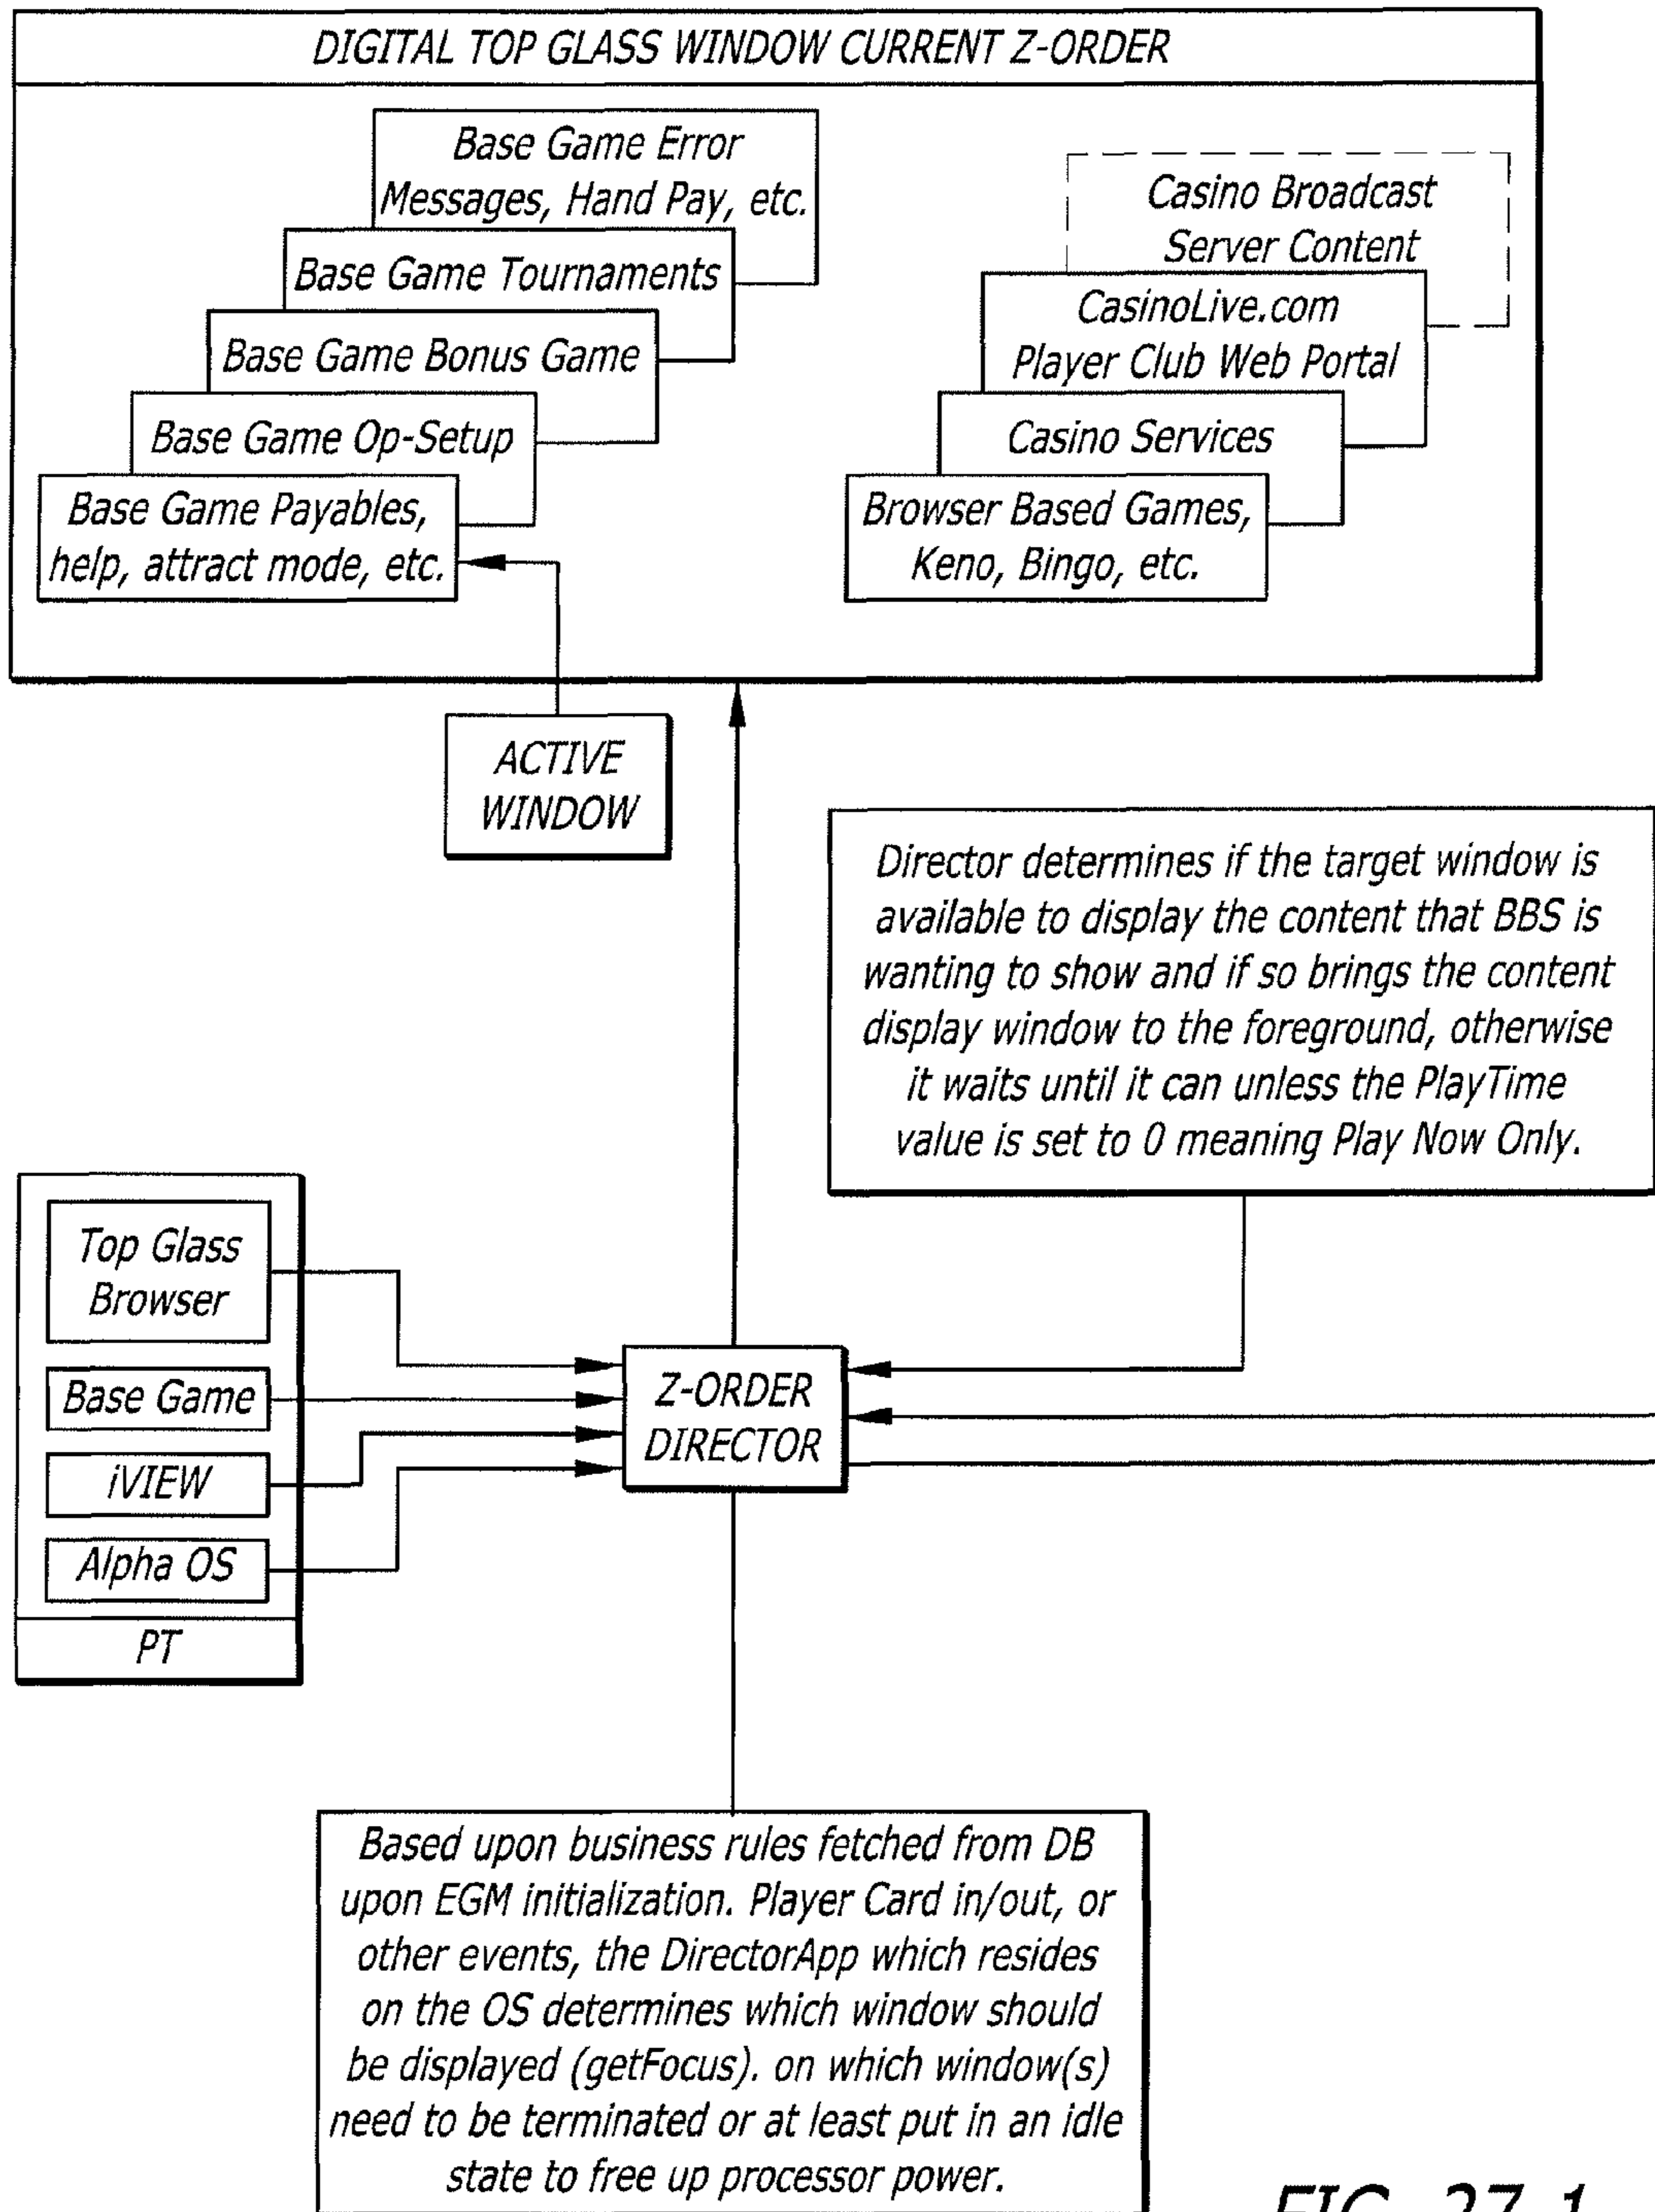 DIGITAL TOP GLASS WINDOW CURRENT Z-ORDER
Base Game Error
Messages, Hand Pay, etc.
Base Game Tournaments
Base Game Bonus Game
Base Game Op-Setup
Base Game Payables,
help, attract mode, etc.
Casino Broadcast
Server Content
CasinoLive.com
Player Club Web Portal
Casino Services
Browser Based Games,
Keno, Bingo, etc.
ACTIVE
WINDOW
Director determines if the target window is
available to display the content that BBS is
wanting to show and if so brings the content
display window to the foreground, otherwise
it waits until it can unless the PlayTime
value is set to 0 meaning Play Now Only.
Top Glass
Browser
Base Game
iVIEW
Alpha OS
PT
Z-ORDER
DIRECTOR
Based upon business rules fetched from DB
upon EGM initialization. Player Card in/out, or
other events, the DirectorApp which resides
on the OS determines which window should
be displayed (getFocus). on which window(s)
need to be terminated or at least put in an idle
state to free up processor power.
FIG. 27-1